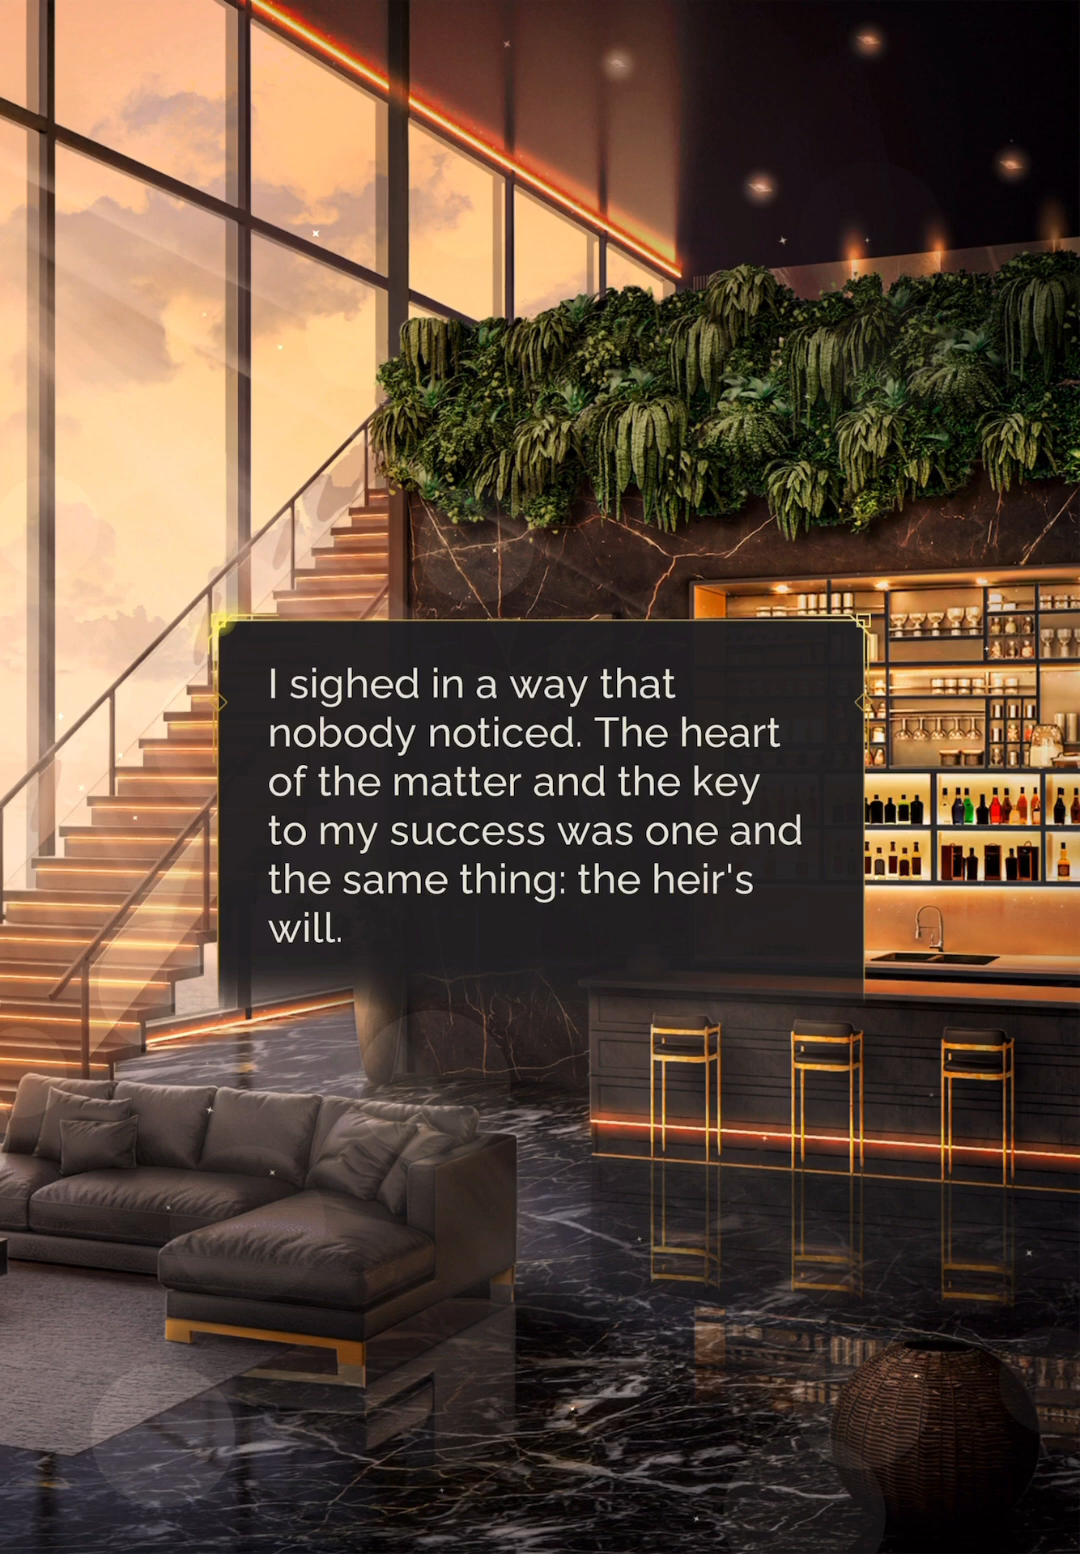 I sighed in a way that
nobody noticed. The heart
of the matter and the key
to my success was one and
the same thing: the heir's
will.